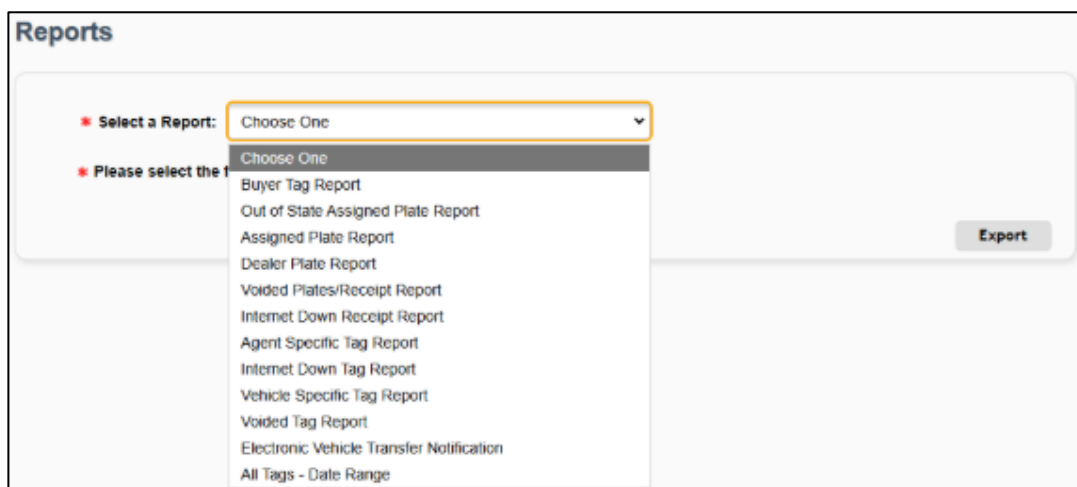 Reports
* Select a Report: Choose One
Choose One
* Please select the f
Buyer Tag Report
Out of State Assigned Plate Report
Assigned Plate Report
Export
Dealer Plate Report
Voided Plates/Receipt Report
Internet Down Receipt Report
Agent Specific Tag Report
Internet Down Tag Report
Vehicle Specific Tag Report
Voided Tag Report
Electronic Vehicle Transfer Notification
All Tags - Date Range